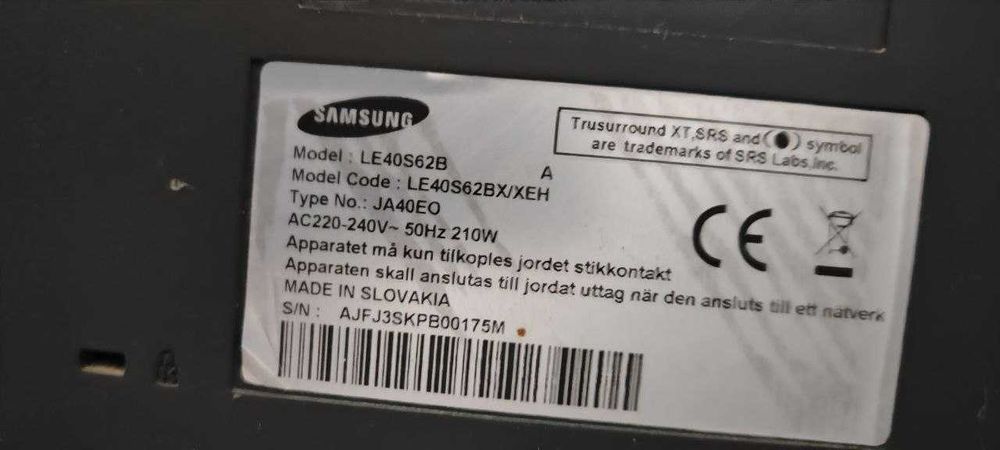 SAMSUNG
Trusurround XT,SRS and (●) symbol
are trademarks of SRS Labs,Inc.
Model : LE40S62B A
Model Code : LE40S62BX/XEH
Type No.: JA40EO
AC220-240V~ 50Hz 210W
Apparatet må kun tilkoples jordet stikkontakt
Apparaten skall anslutas till jordat uttag när den ansluts till ett nätverk
MADE IN SLOVAKIA
S/N : AJFJ3SKPB00175M
CE